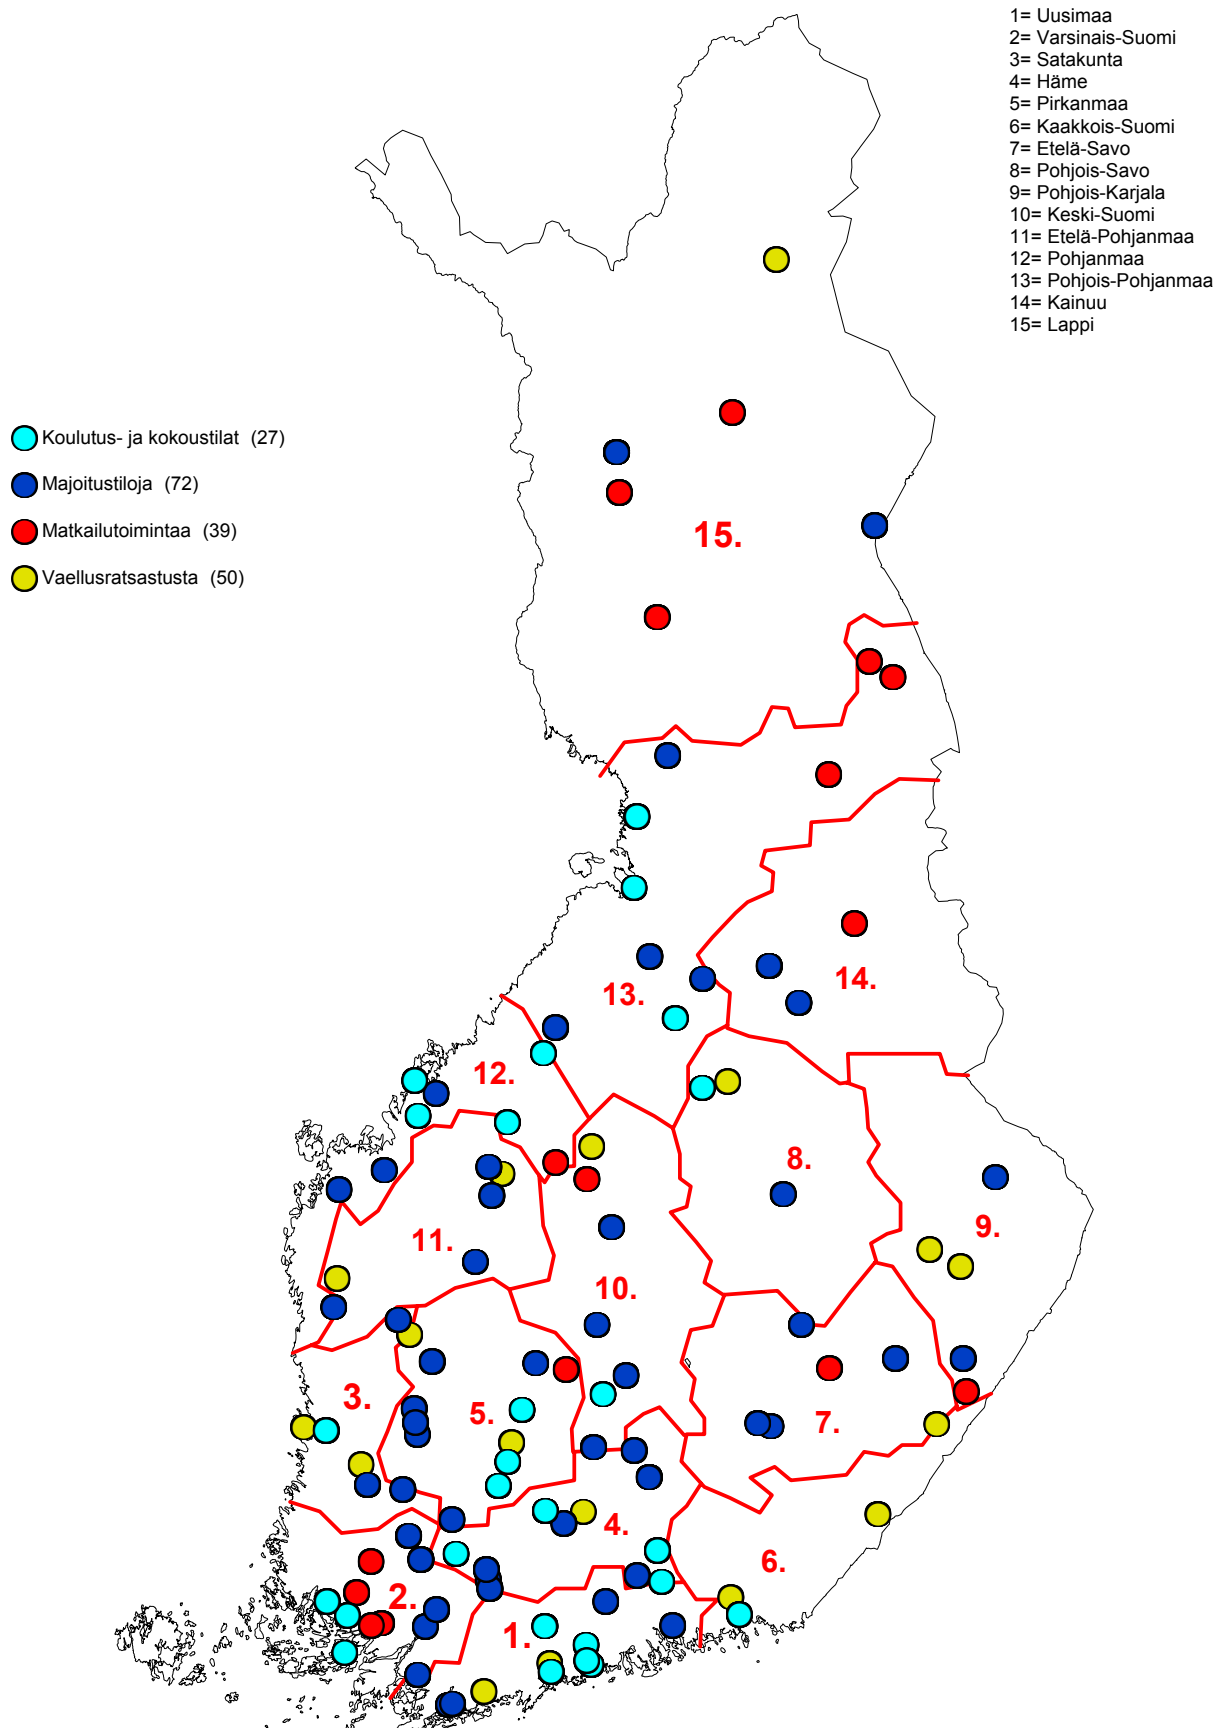 1= Uusimaa
2= Varsinais-Suomi
3= Satakunta
4= Häme
5= Pirkanmaa
6= Kaakkois-Suomi
7= Etelä-Savo
8= Pohjois-Savo
9= Pohjois-Karjala
10= Keski-Suomi
11= Etelä-Pohjanmaa
12= Pohjanmaa
13= Pohjois-Pohjanmaa
14= Kainuu
15= Lappi
Koulutus- ja kokoustilat (27)
Majoitustiloja (72)
Matkailutoimintaa (39)
Vaellusratsastusta (50)
15.
14.
13.
12.
8.
9.
11.
10.
3.
5.
7.
4.
6.
2.
1.